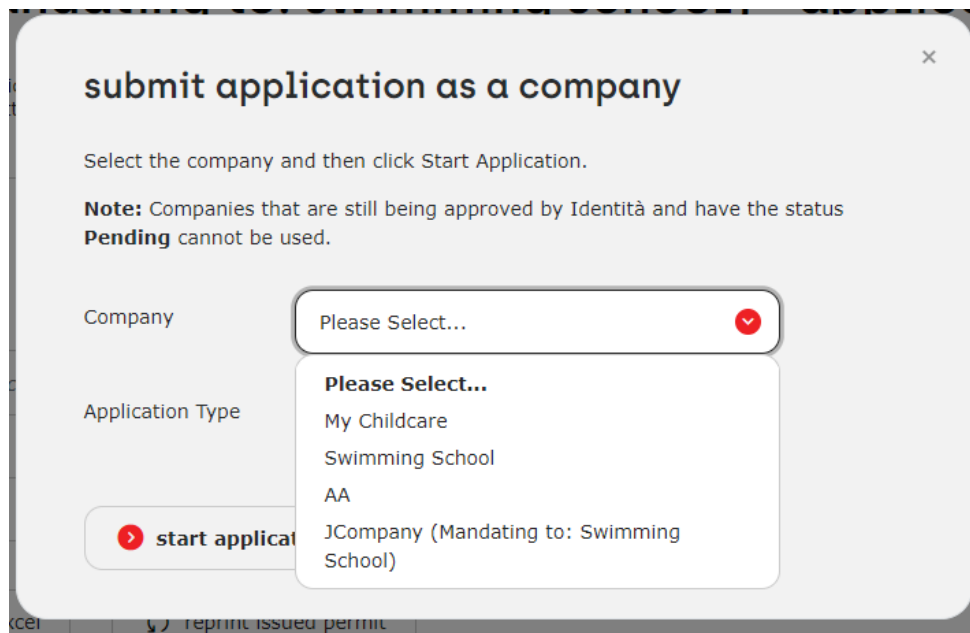 submit application as a company
×
Select the company and then click Start Application.
Note: Companies that are still being approved by Identità and have the status
Pending cannot be used.
Company
Please Select...
Please Select...
My Childcare
Application Type
Swimming School
AA
JCompany (Mandating to: Swimming
School)
start applicat
reprint issued permit